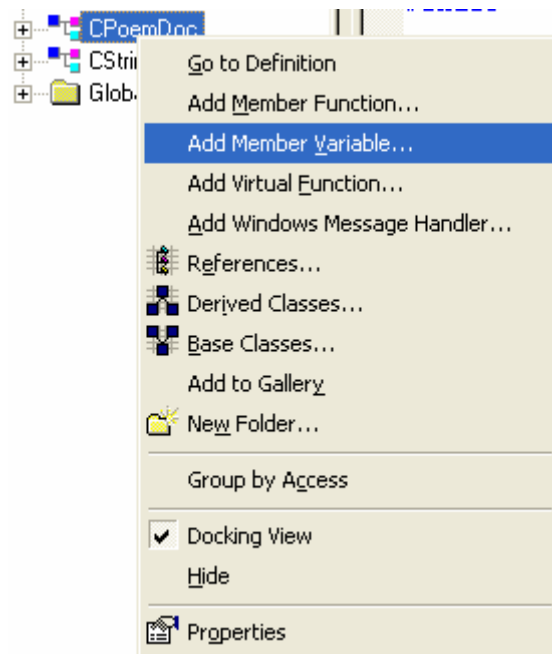 CPoemDoc
CStri
Glob
Go to Definition
Add Member Function...
Add Member Variable...
Add Virtual Function...
Add Windows Message Handler...
References...
Derived Classes...
Base Classes...
Add to Gallery
New Folder...
Group by Access
Docking View
Hide
Properties